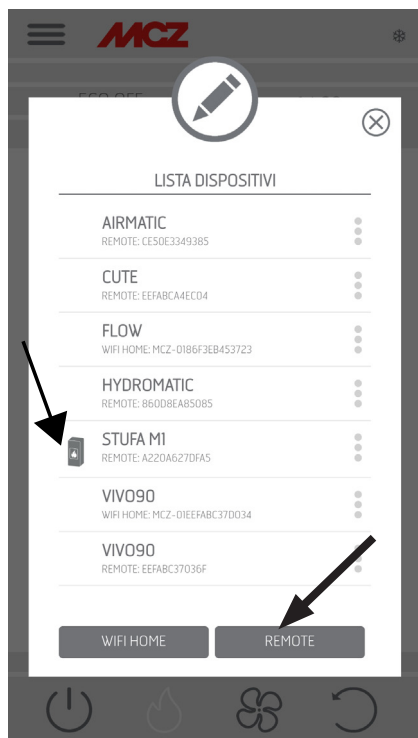 MCZ
LISTA DISPOSITIVI
AIRMATIC
REMOTE: CE50E3349385
CUTE
REMOTE: EEFABCA4EC04
FLOW
WIFI HOME: MCZ-0186F3EB453723
HYDROMATIC
REMOTE: 860D8EA85085
STUFA M1
REMOTE: A220A627DFA5
VIVO90
WIFI HOME: MCZ-01EEFABC37D034
VIVO90
REMOTE: EEFABC37036F
WIFI HOME
REMOTE